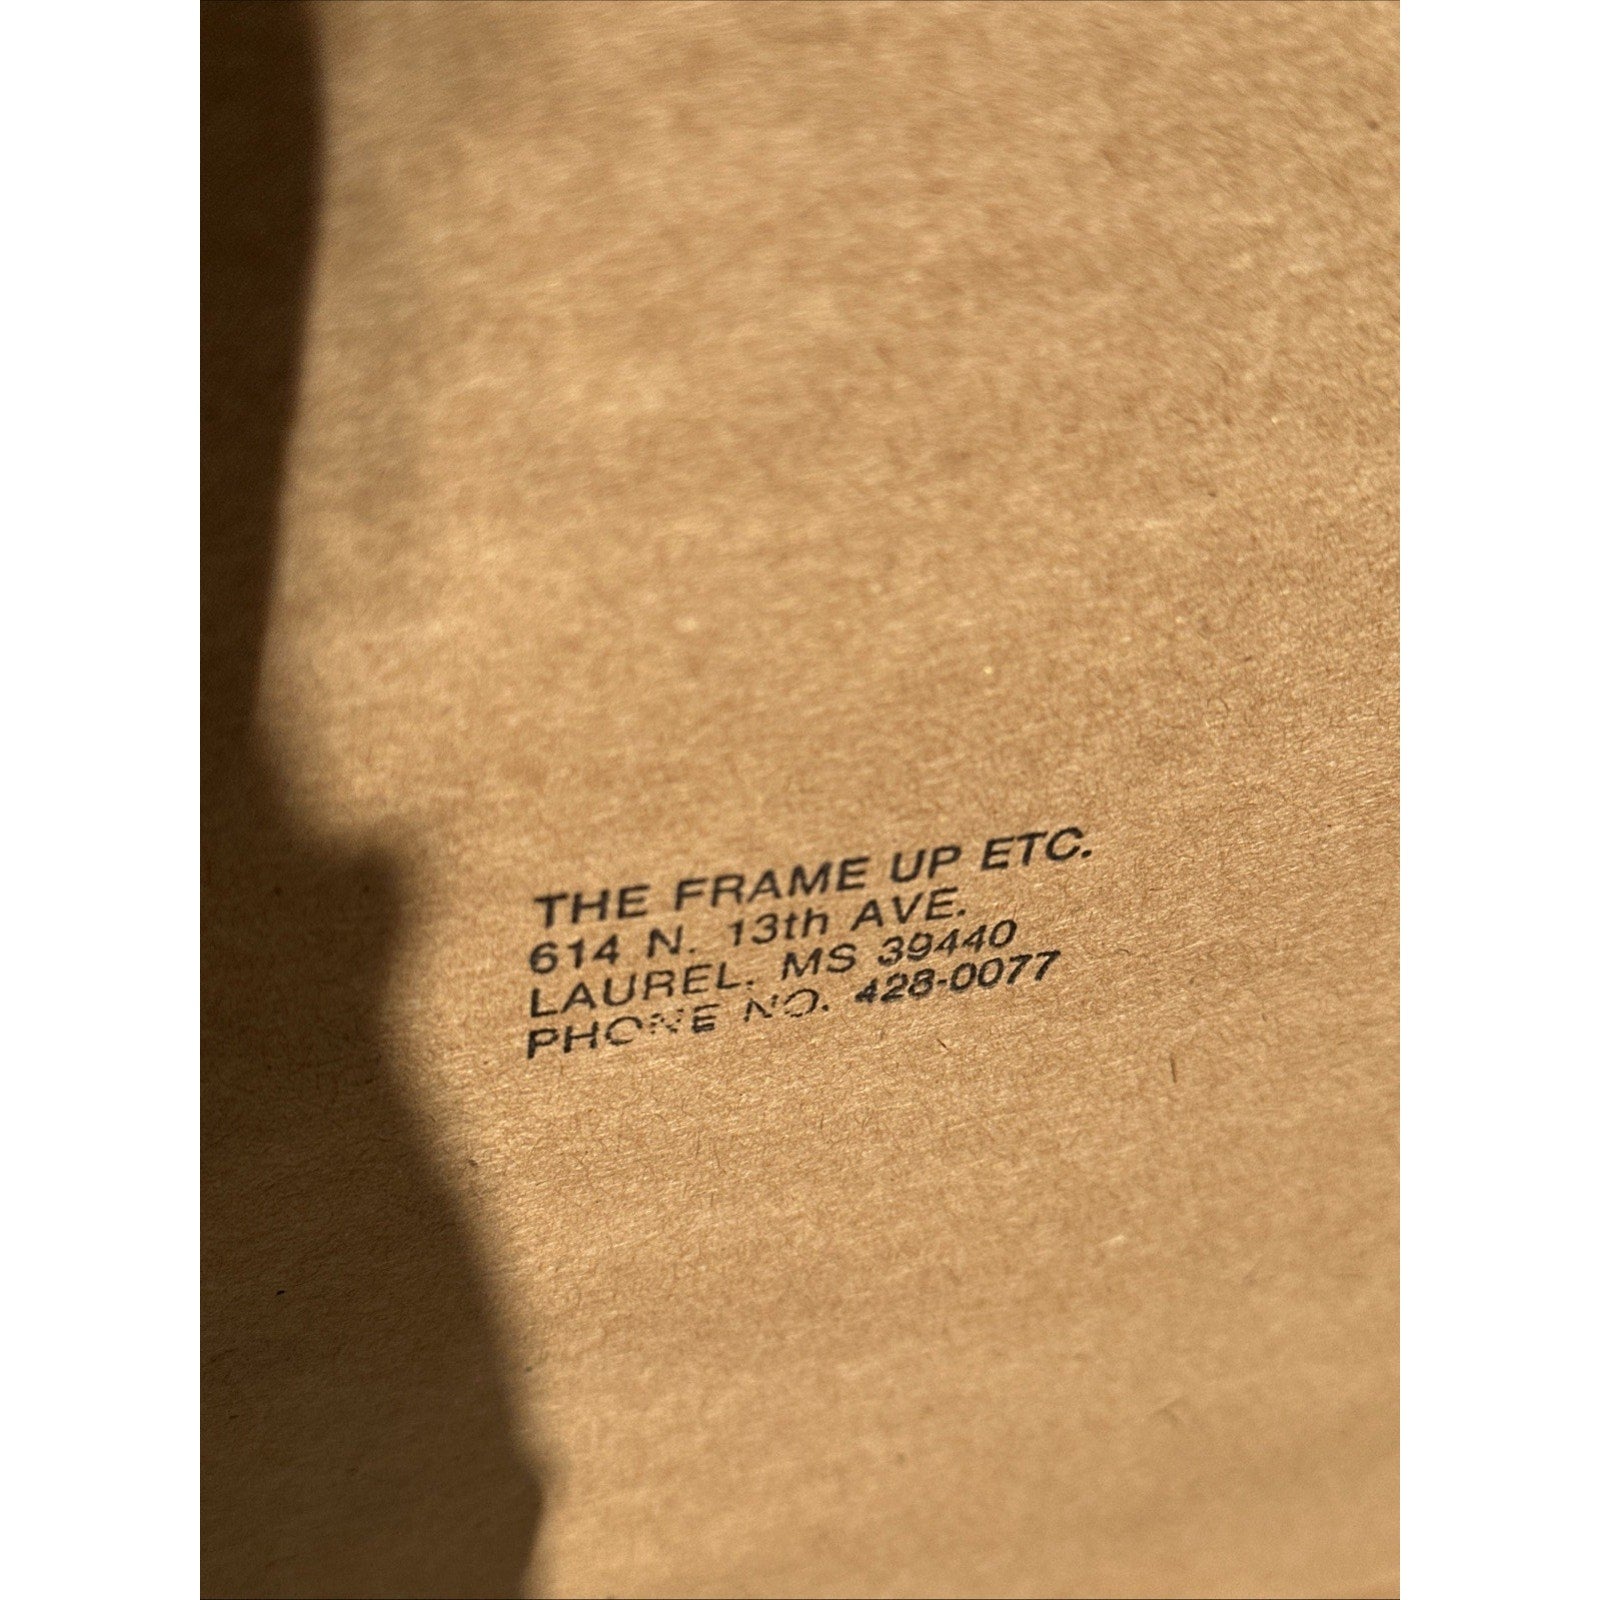 THE FRAME UP ETC.
614 N. 13th AVE.
LAUREL, MS 39440
PHONE NO. 428-0077